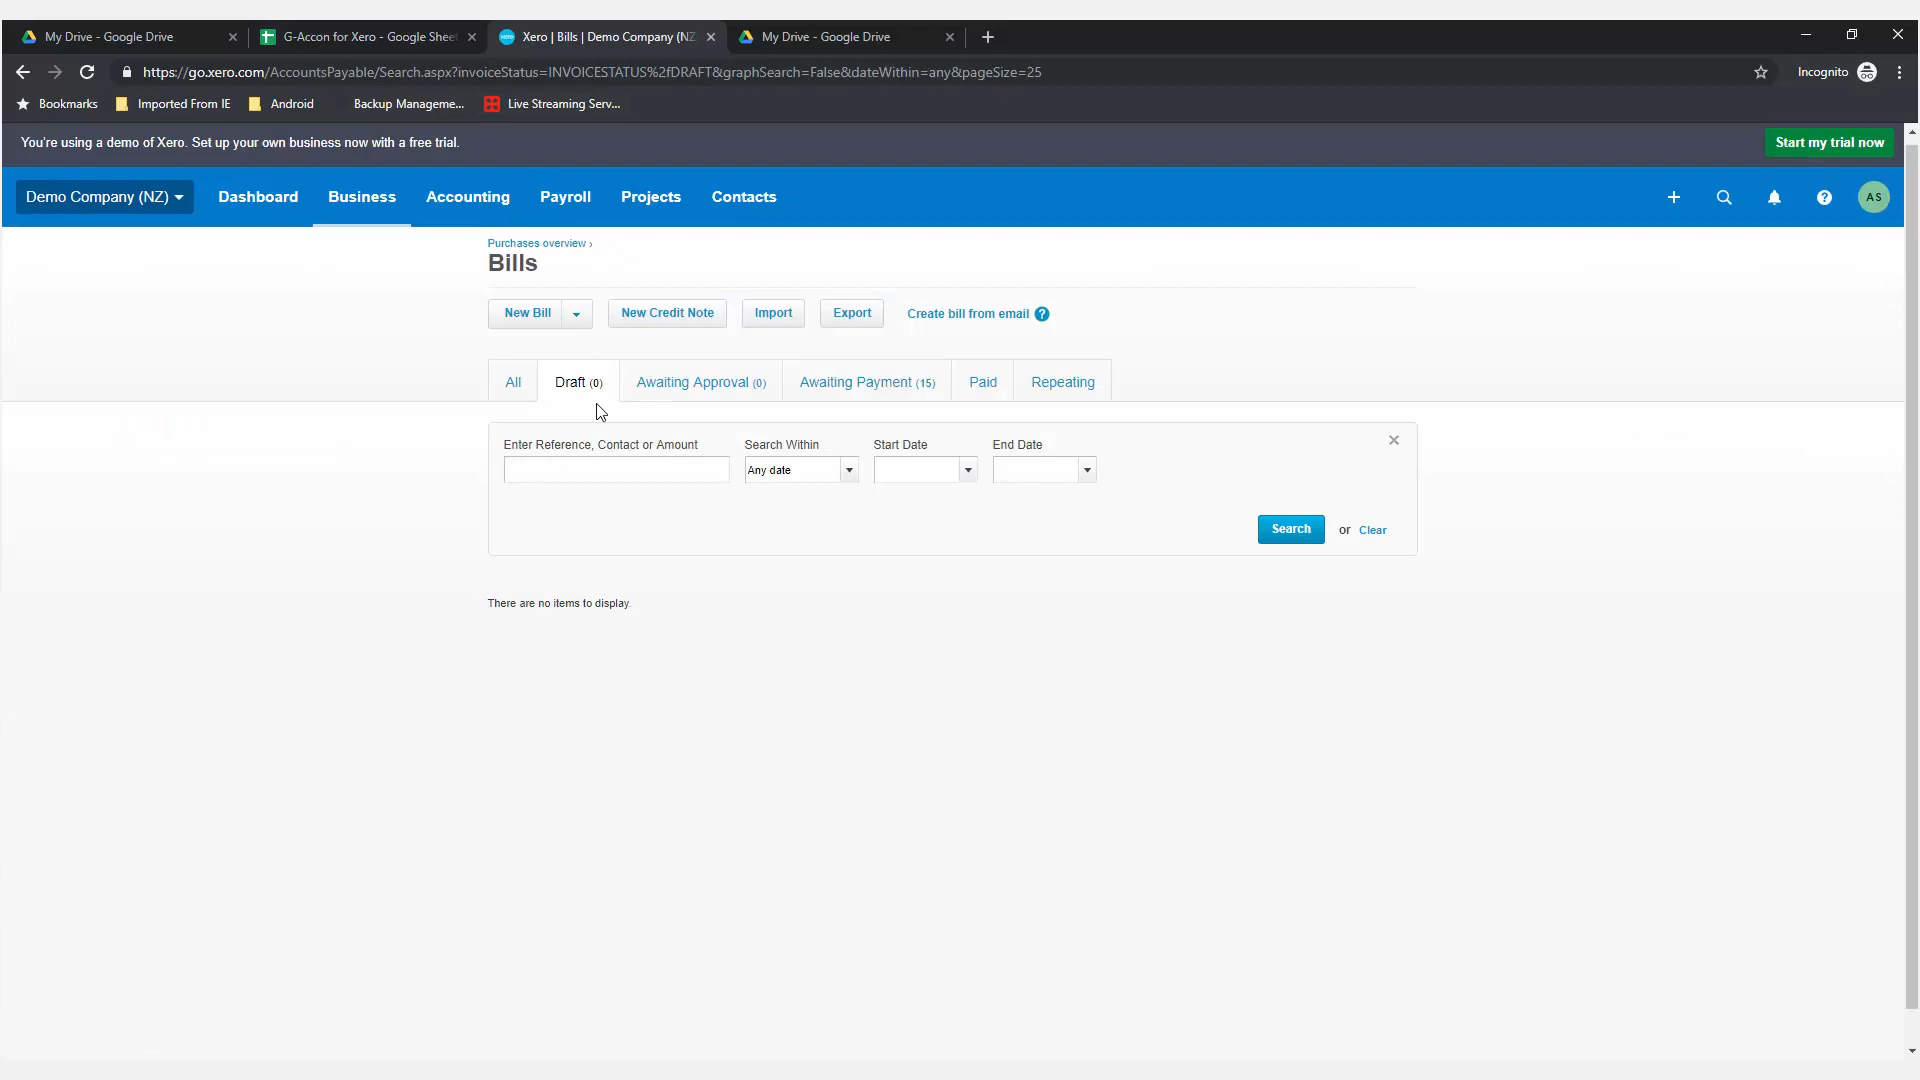 My Drive - Google Drive
G-Accon for Xero - Google Sheet
Xero | Bills | Demo Company (NZ
My Drive - Google Drive
https://go.xero.com/AccountsPayable/Search.aspx?invoiceStatus=INVOICESTATUS%2fDRAFT&graphSearch=False&dateWithin=any&pageSize=25
Incognito
Bookmarks
Imported From IE
Android
Backup Manageme...
Live Streaming Serv...
You're using a demo of Xero. Set up your own business now with a free trial.
Start my trial now
Demo Company (NZ)
Dashboard
Business
Accounting
Payroll
Projects
Contacts
AS
Purchases overview ›
Bills
New Bill
New Credit Note
Import
Export
Create bill from email ?
All
Draft (0)
Awaiting Approval (0)
Awaiting Payment (15)
Paid
Repeating
Enter Reference, Contact or Amount
Search Within
Start Date
End Date
Any date
Search or Clear
There are no items to display.